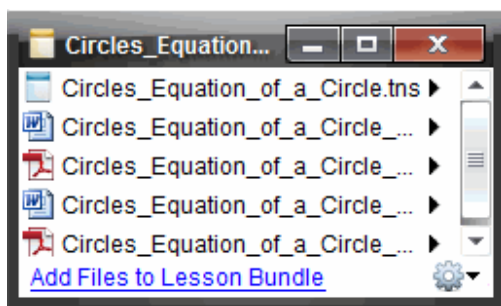 Circles_Equation...
Circles_Equation_of_a_Circle.tns
Circles_Equation_of_a_Circle_...
Circles_Equation_of_a_Circle_...
Circles_Equation_of_a_Circle_...
Circles_Equation_of_a_Circle_...
Add Files to Lesson Bundle